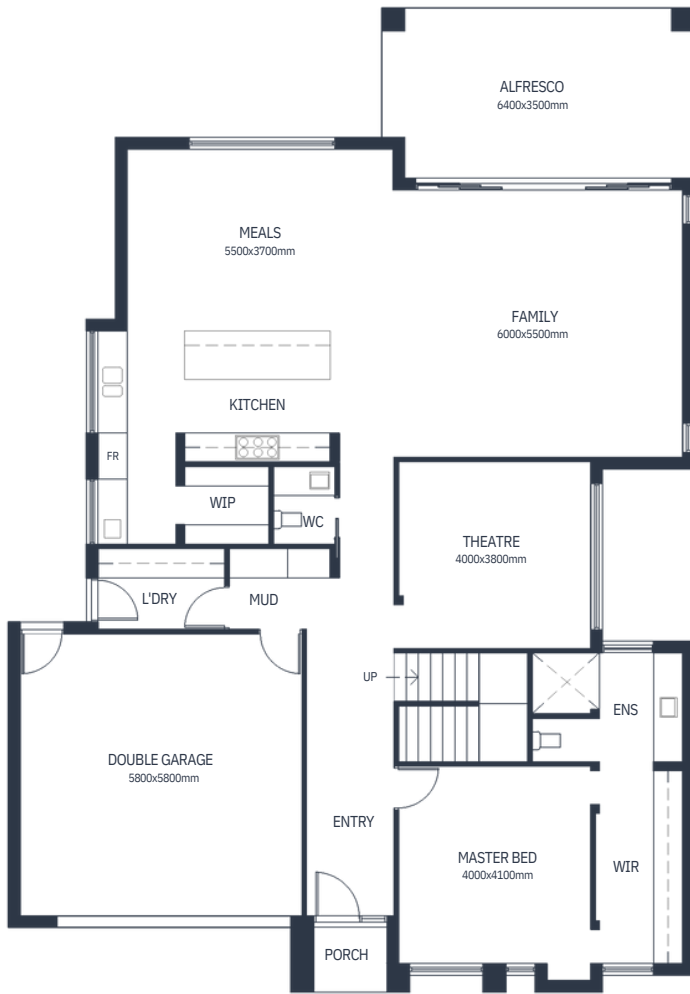 ALFRESCO
6400x3500mm
MEALS
5500x3700mm
FAMILY
6000x5500mm
KITCHEN
FR
WIP
WC
THEATRE
4000x3800mm
L'DRY
MUD
UP
ENS
DOUBLE GARAGE
5800x5800mm
ENTRY
MASTER BED
4000x4100mm
WIR
PORCH